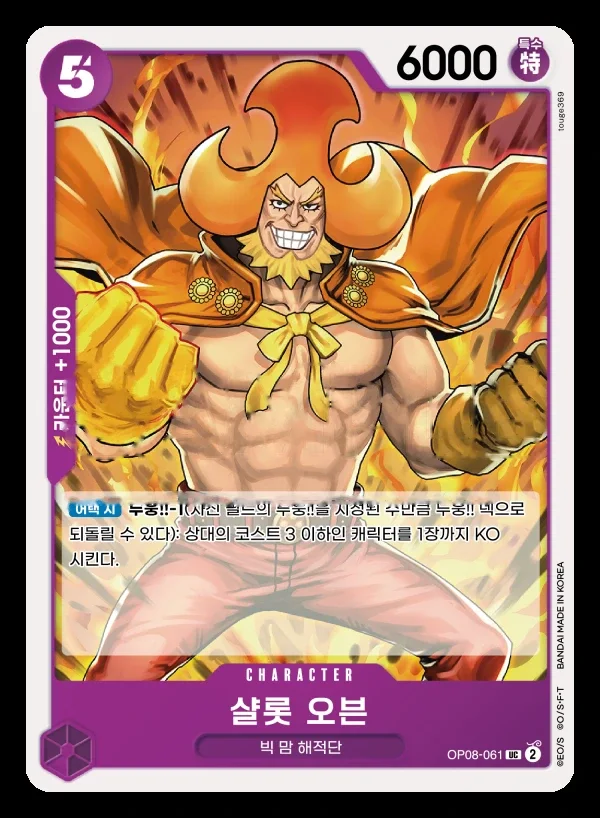 5
6000
특수
特
touge369
카운터 +1000
어택 시 두웅!!-1(자신 필드의 두웅!!을 지정된 수만큼 두웅!! 덱으로
되돌릴 수 있다): 상대의 코스트 3 이하인 캐릭터를 1장까지 KO
시킨다.
CHARACTER
샬롯 오븐
빅 맘 해적단
OP08-061 UC 2
©EO/S ©O/S·F·T BANDAI MADE IN KOREA